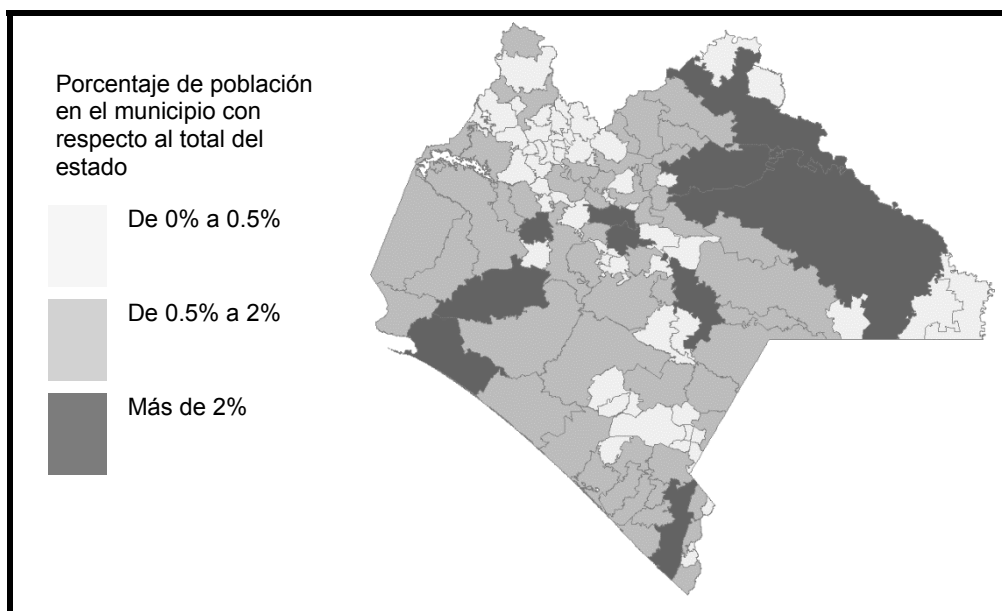 Porcentaje de población
en el municipio con
respecto al total del
estado
De 0% a 0.5%
De 0.5% a 2%
Más de 2%